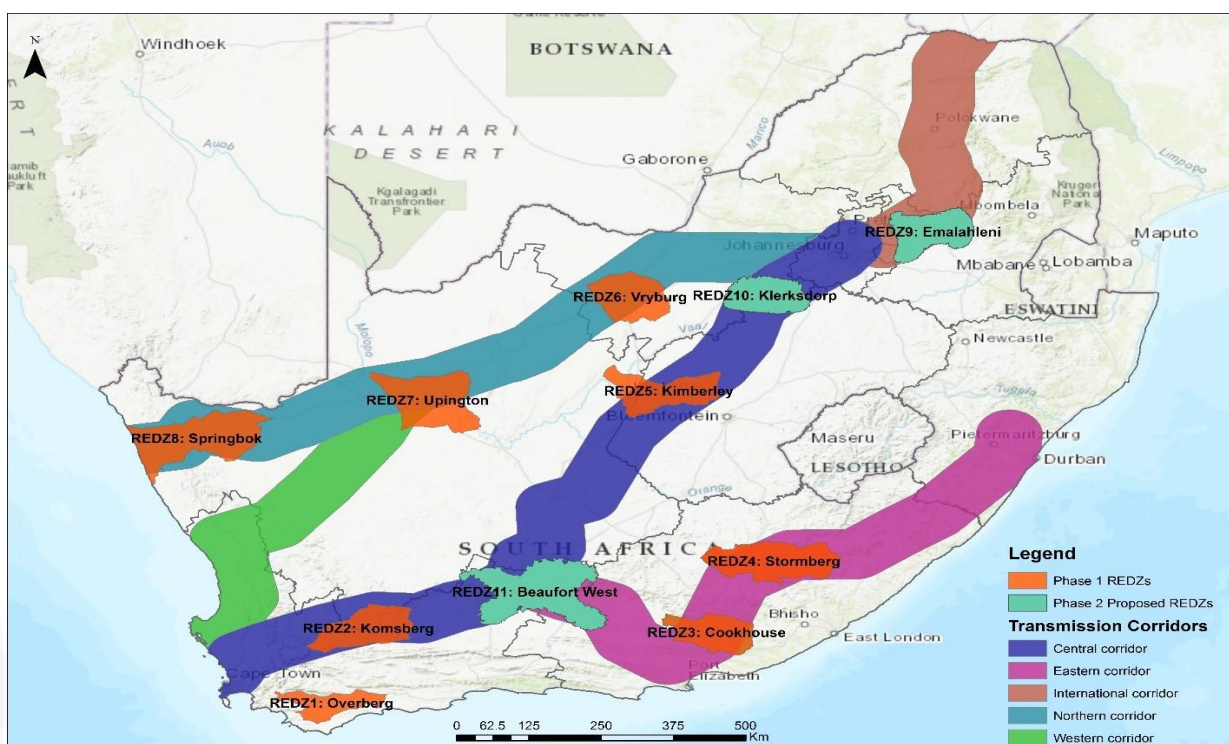 N
Windhoek
BOTSWANA
Polokwane
KALAHARI
DESERT
Auob
Marico
Gaborone
Limpopo
Kgalagadi
Transfrontier
Park
Park
Kruger
National
Park
Mbombela
REDZ9: Emalahleni
Johannesburg
Maputo
Mbabane
Lobamba
ESWATINI
REDZ6: Vryburg
REDZ10: Klerksdorp
Molopo
Vaal
Newcastle
REDZ5: Kimberley
REDZ7: Upington
Bloemfontein
Tugela
REDZ8: Springbok
Maseru
Pietermaritzburg
Durban
LESOTHO
Orange
SOUTH AFRICA
REDZ4: Stormberg
REDZ11: Beaufort West
REDZ2: Komsberg
REDZ3: Cookhouse
Bhisho
East London
Port
Elizabeth
Cape Town
REDZ1: Overberg
0 62.5 125 250 375 500
Km
Legend
Phase 1 REDZs
Phase 2 Proposed REDZs
Transmission Corridors
Central corridor
Eastern corridor
International corridor
Northern corridor
Western corridor